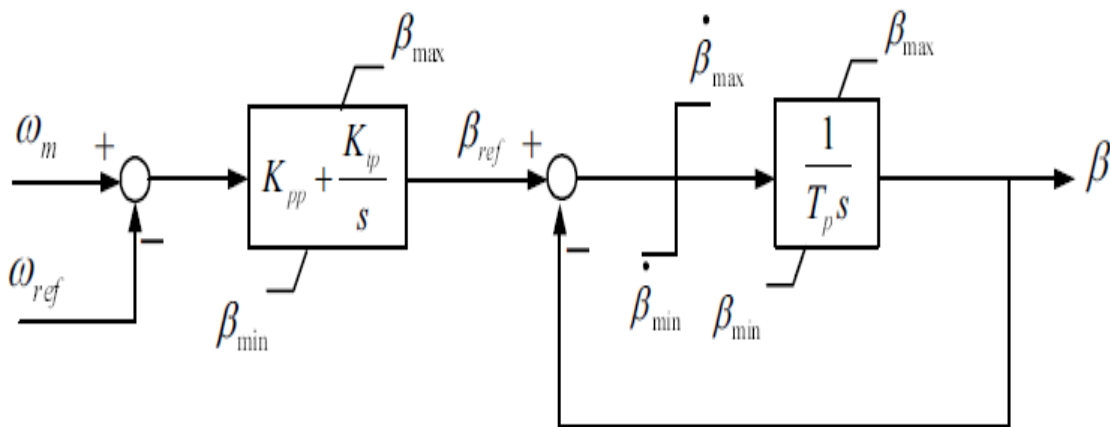 β_max
ω_m
+
−
ω_ref
K_pp + K_ip / s
β_min
β_ref
+
−
β̇_max
β̇_min
β_max
1 / T_p s
β_min
β